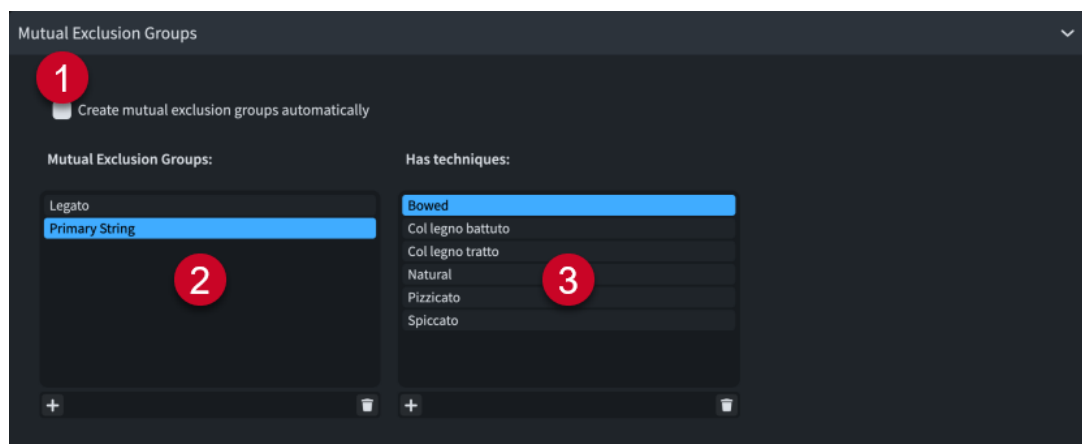 Mutual Exclusion Groups
1
Create mutual exclusion groups automatically
Mutual Exclusion Groups:
Has techniques:
Legato
Primary String
2
Bowed
Col legno battuto
Col legno tratto
Natural
Pizzicato
Spiccato
3